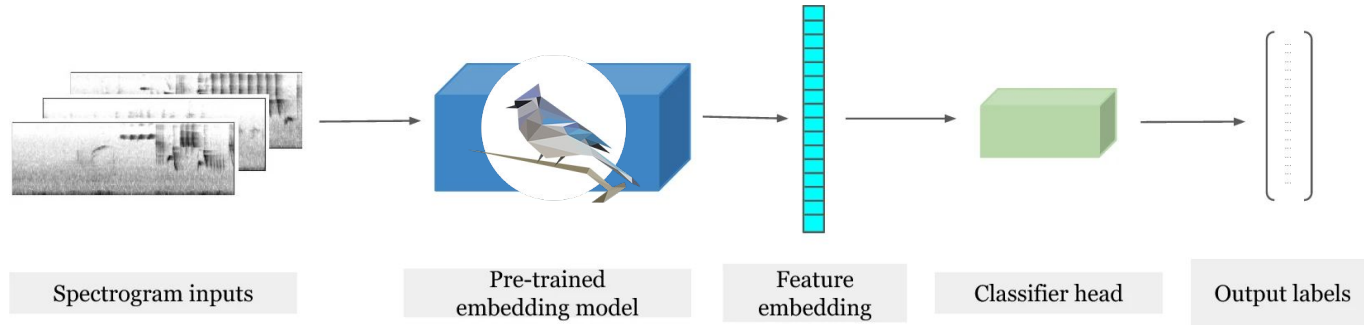 Spectrogram inputs
Pre-trained
embedding model
Feature
embedding
Classifier head
Output labels